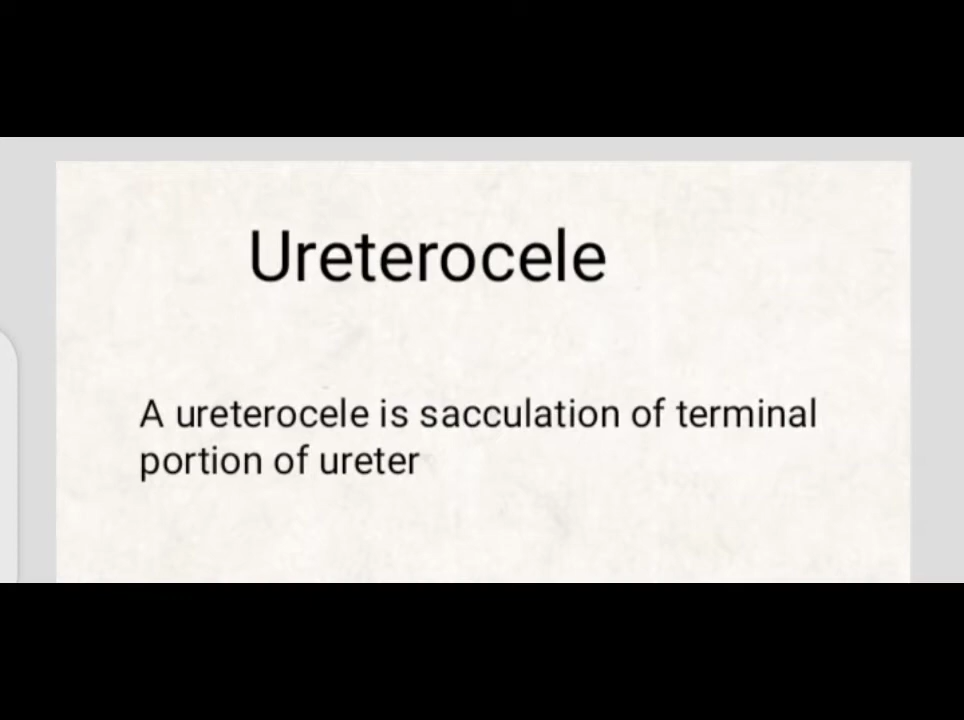 Ureterocele
A ureterocele is sacculation of terminal
portion of ureter